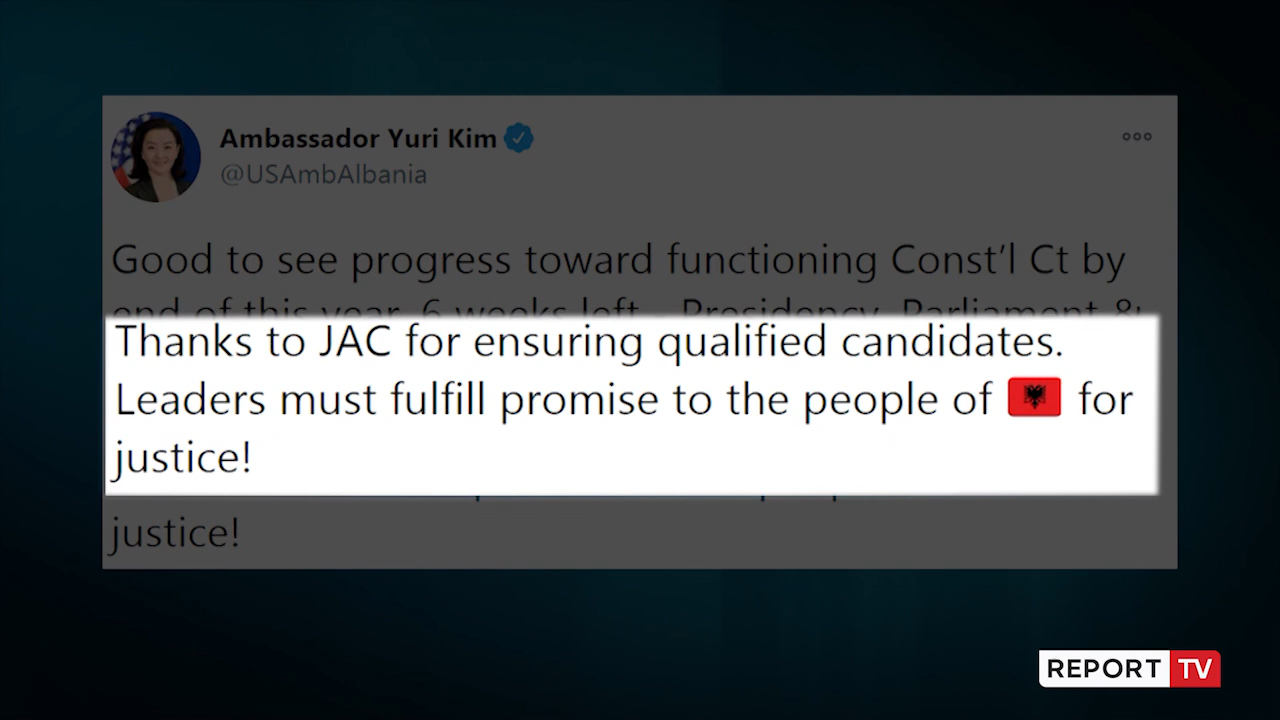 Ambassador Yuri Kim
@USAmbAlbania
Good to see progress toward functioning Const'l Ct by
end of this year. 6 weeks left. Presidency, Parliament &
Thanks to JAC for ensuring qualified candidates.
Leaders must fulfill promise to the people of 🇦🇱 for
justice!
justice!
REPORT TV